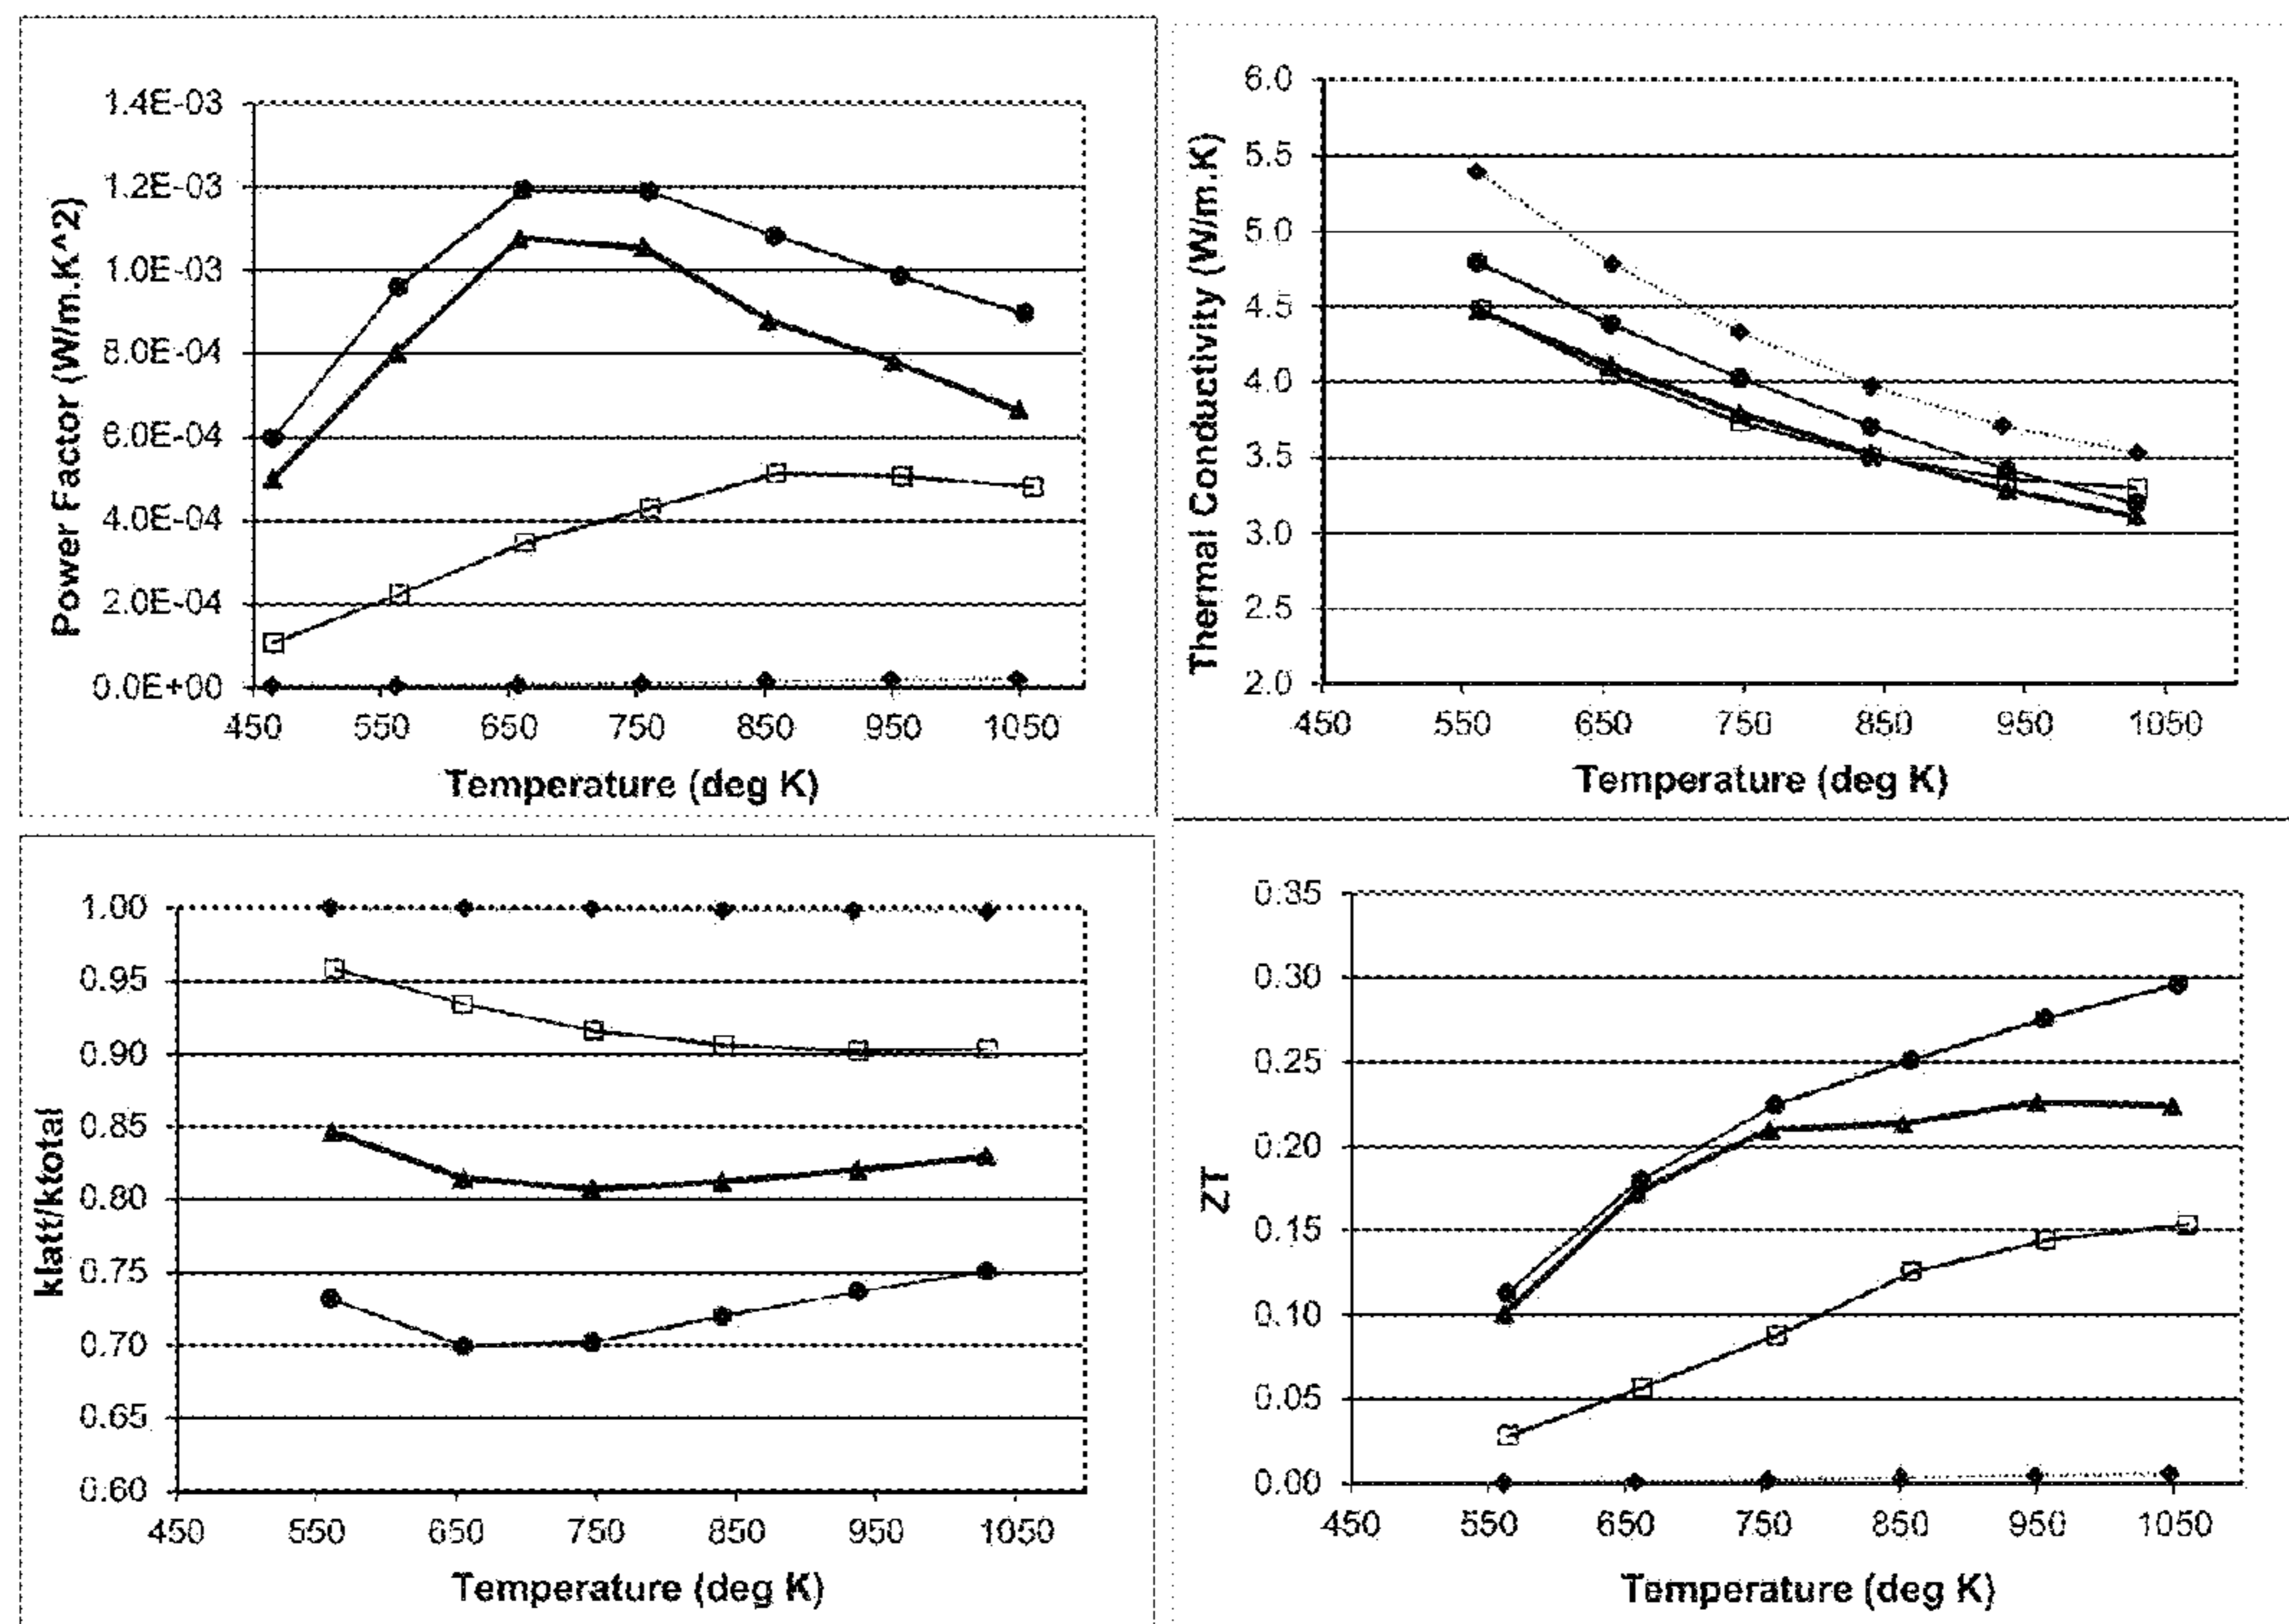 1.4E-03
1.2E-03
1.0E-03
8.0E-04
6.0E-04
4.0E-04
2.0E-04
0.0E+00
Power Factor (W/m.K^2)
450 550 650 750 850 950 1050
Temperature (deg K)
6.0
5.5
5.0
4.5
4.0
3.5
3.0
2.5
2.0
Thermal Conductivity (W/m.K)
450 550 650 750 850 950 1050
Temperature (deg K)
1.00
0.95
0.90
0.85
0.80
0.75
0.70
0.65
0.60
klatt/ktotal
450 550 650 750 850 950 1050
Temperature (deg K)
0.35
0.30
0.25
0.20
0.15
0.10
0.05
0.00
ZT
450 550 650 750 850 950 1050
Temperature (deg K)